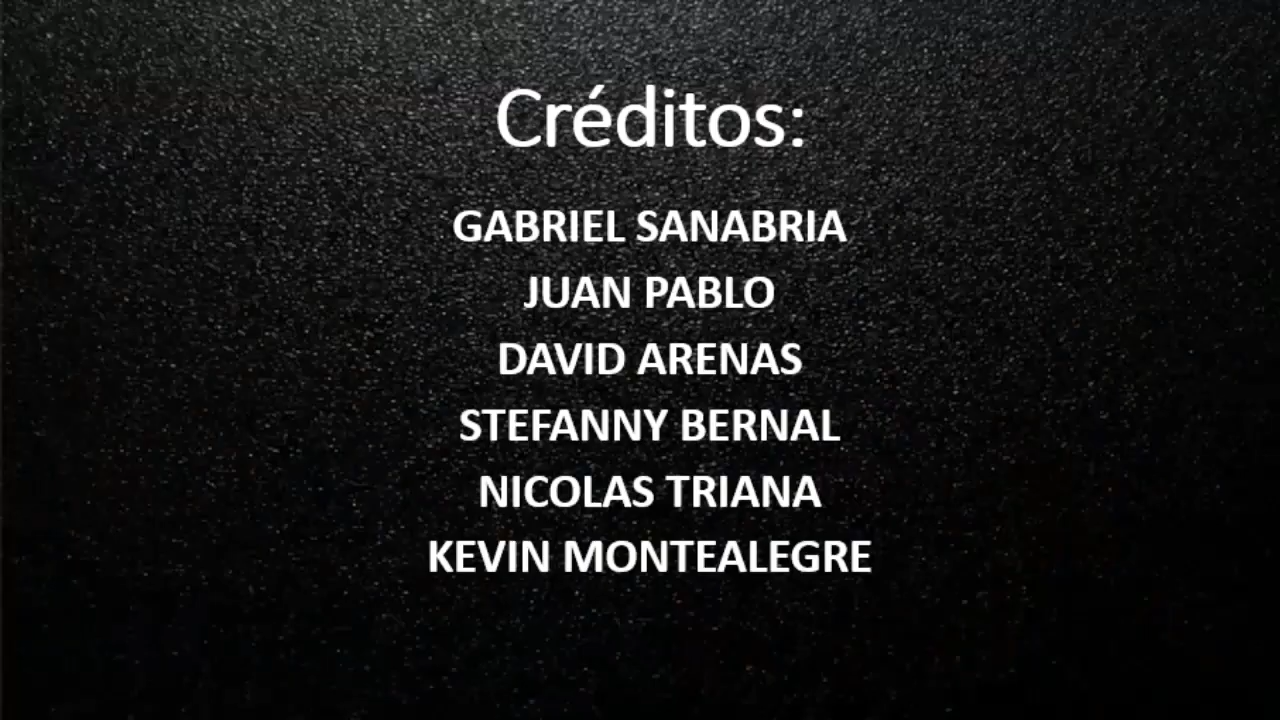 Créditos:
GABRIEL SANABRIA
JUAN PABLO
DAVID ARENAS
STEFANNY BERNAL
NICOLAS TRIANA
KEVIN MONTEALEGRE